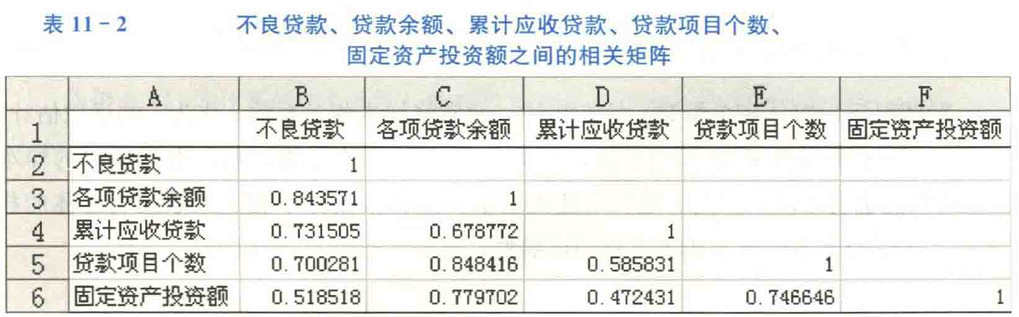 表 11-2 不良贷款、贷款余额、累计应收贷款、贷款项目个数、
固定资产投资额之间的相关矩阵
A B C D E F
1 不良贷款 各项贷款余额 累计应收贷款 贷款项目个数 固定资产投资额
2 不良贷款 1
3 各项贷款余额 0.843571 1
4 累计应收贷款 0.731505 0.678772 1
5 贷款项目个数 0.700281 0.848416 0.585831 1
6 固定资产投资额 0.518518 0.779702 0.472431 0.746646 1